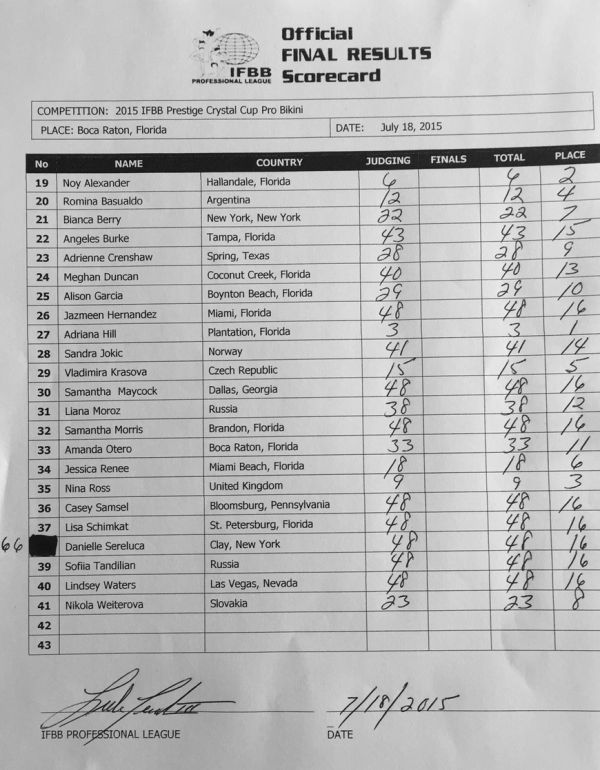 Official
FINAL RESULTS
Scorecard
IFBB
PROFESSIONAL LEAGUE
COMPETITION: 2015 IFBB Prestige Crystal Cup Pro Bikini
PLACE: Boca Raton, Florida DATE: July 18, 2015
No NAME COUNTRY JUDGING FINALS TOTAL PLACE
19 Noy Alexander Hallandale, Florida 6 6 2
20 Romina Basualdo Argentina 12 12 4
21 Bianca Berry New York, New York 22 22 7
22 Angeles Burke Tampa, Florida 43 43 15
23 Adrienne Crenshaw Spring, Texas 28 28 9
24 Meghan Duncan Coconut Creek, Florida 40 40 13
25 Alison Garcia Boynton Beach, Florida 29 29 10
26 Jazmeen Hernandez Miami, Florida 48 48 16
27 Adriana Hill Plantation, Florida 3 3 1
28 Sandra Jokic Norway 41 41 14
29 Vladimira Krasova Czech Republic 15 15 5
30 Samantha Maycock Dallas, Georgia 48 48 16
31 Liana Moroz Russia 38 38 12
32 Samantha Morris Brandon, Florida 48 48 16
33 Amanda Otero Boca Raton, Florida 33 33 11
34 Jessica Renee Miami Beach, Florida 18 18 6
35 Nina Ross United Kingdom 9 9 3
36 Casey Samsel Bloomsburg, Pennsylvania 48 48 16
37 Lisa Schimkat St. Petersburg, Florida 48 48 16
66 Danielle Sereluca Clay, New York 48 48 16
39 Sofiia Tandilian Russia 48 48 16
40 Lindsey Waters Las Vegas, Nevada 48 48 16
41 Nikola Weiterova Slovakia 23 23 8
42
43
7/18/2015
IFBB PROFESSIONAL LEAGUE DATE